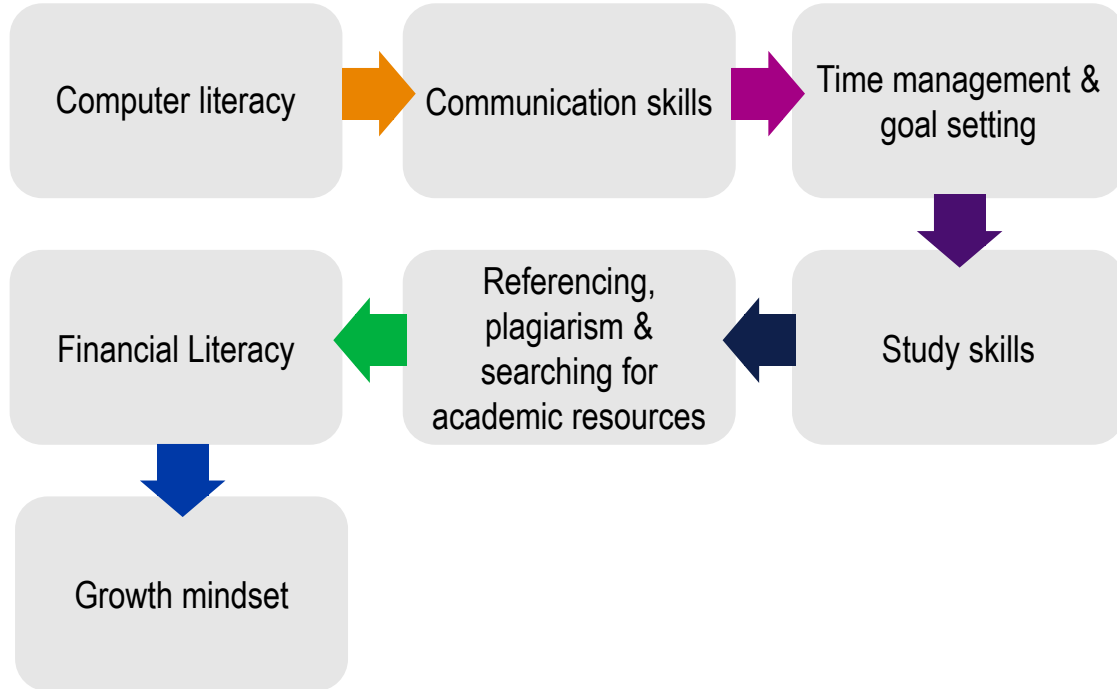 Computer literacy
Communication skills
Time management &
goal setting
Study skills
Referencing,
plagiarism &
searching for
academic resources
Financial Literacy
Growth mindset